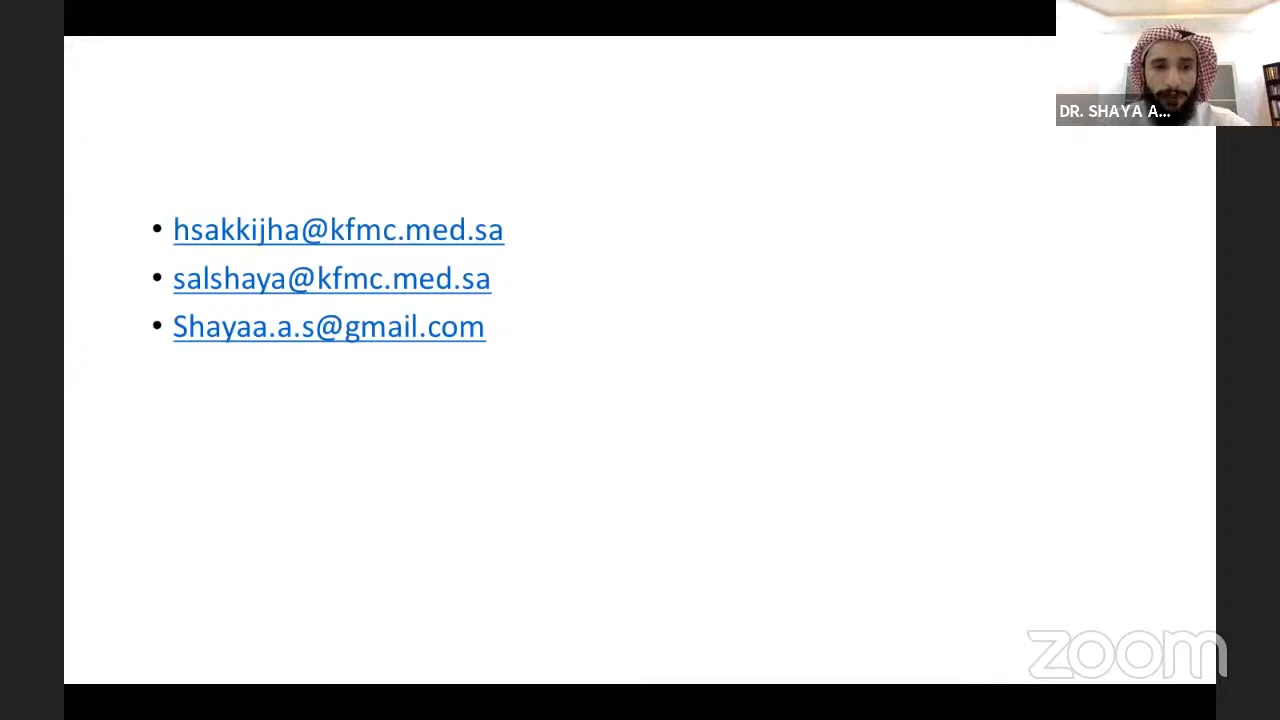 DR. SHAYA A...
• hsakkijha@kfmc.med.sa
• salshaya@kfmc.med.sa
• Shayaa.a.s@gmail.com
zoom